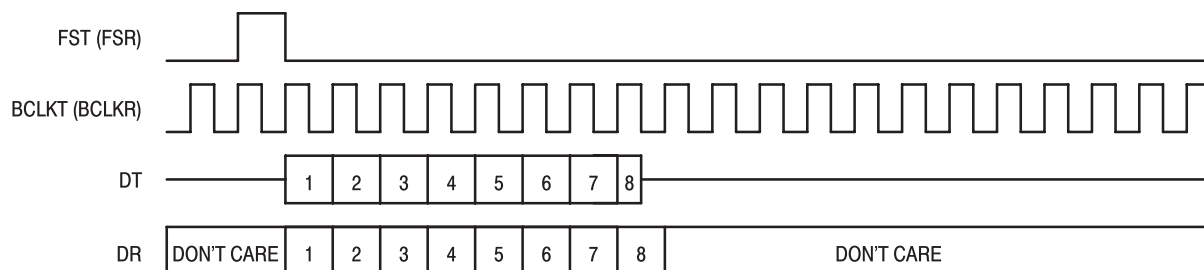 FST (FSR)
BCLKT (BCLKR)
DT 1 2 3 4 5 6 7 8
DR DON'T CARE 1 2 3 4 5 6 7 8 DON'T CARE